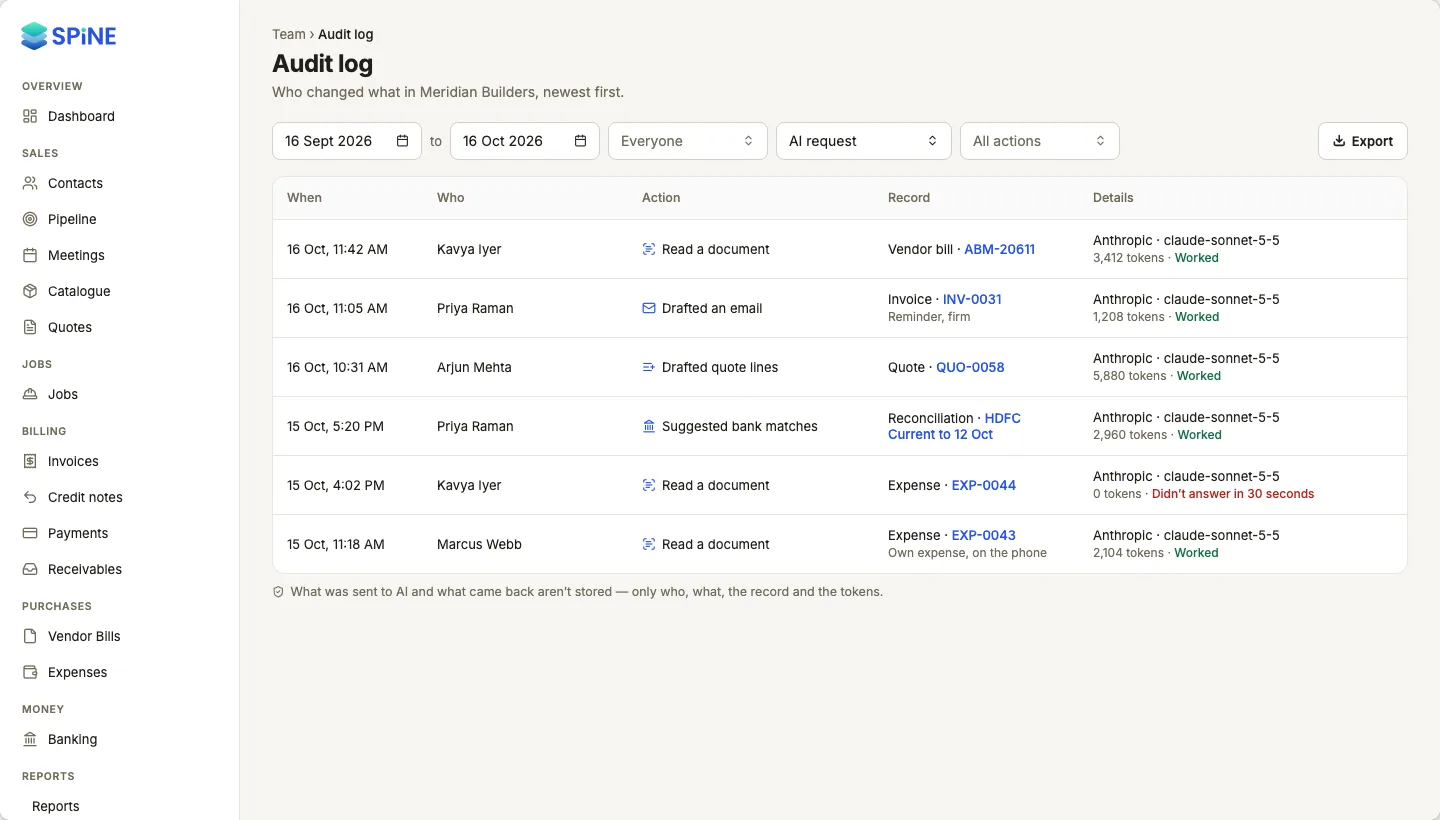 SPiNE
OVERVIEW
Dashboard
SALES
Contacts
Pipeline
Meetings
Catalogue
Quotes
JOBS
Jobs
BILLING
Invoices
Credit notes
Payments
Receivables
PURCHASES
Vendor Bills
Expenses
MONEY
Banking
REPORTS
Reports
Team › Audit log
Audit log
Who changed what in Meridian Builders, newest first.
16 Sept 2026 to 16 Oct 2026 Everyone AI request All actions Export
When Who Action Record Details
16 Oct, 11:42 AM Kavya Iyer Read a document Vendor bill · ABM-20611 Anthropic · claude-sonnet-5-5
3,412 tokens · Worked
16 Oct, 11:05 AM Priya Raman Drafted an email Invoice · INV-0031 Anthropic · claude-sonnet-5-5
Reminder, firm 1,208 tokens · Worked
16 Oct, 10:31 AM Arjun Mehta Drafted quote lines Quote · QUO-0058 Anthropic · claude-sonnet-5-5
5,880 tokens · Worked
15 Oct, 5:20 PM Priya Raman Suggested bank matches Reconciliation · HDFC Anthropic · claude-sonnet-5-5
Current to 12 Oct 2,960 tokens · Worked
15 Oct, 4:02 PM Kavya Iyer Read a document Expense · EXP-0044 Anthropic · claude-sonnet-5-5
0 tokens · Didn’t answer in 30 seconds
15 Oct, 11:18 AM Marcus Webb Read a document Expense · EXP-0043 Anthropic · claude-sonnet-5-5
Own expense, on the phone 2,104 tokens · Worked
What was sent to AI and what came back aren’t stored — only who, what, the record and the tokens.